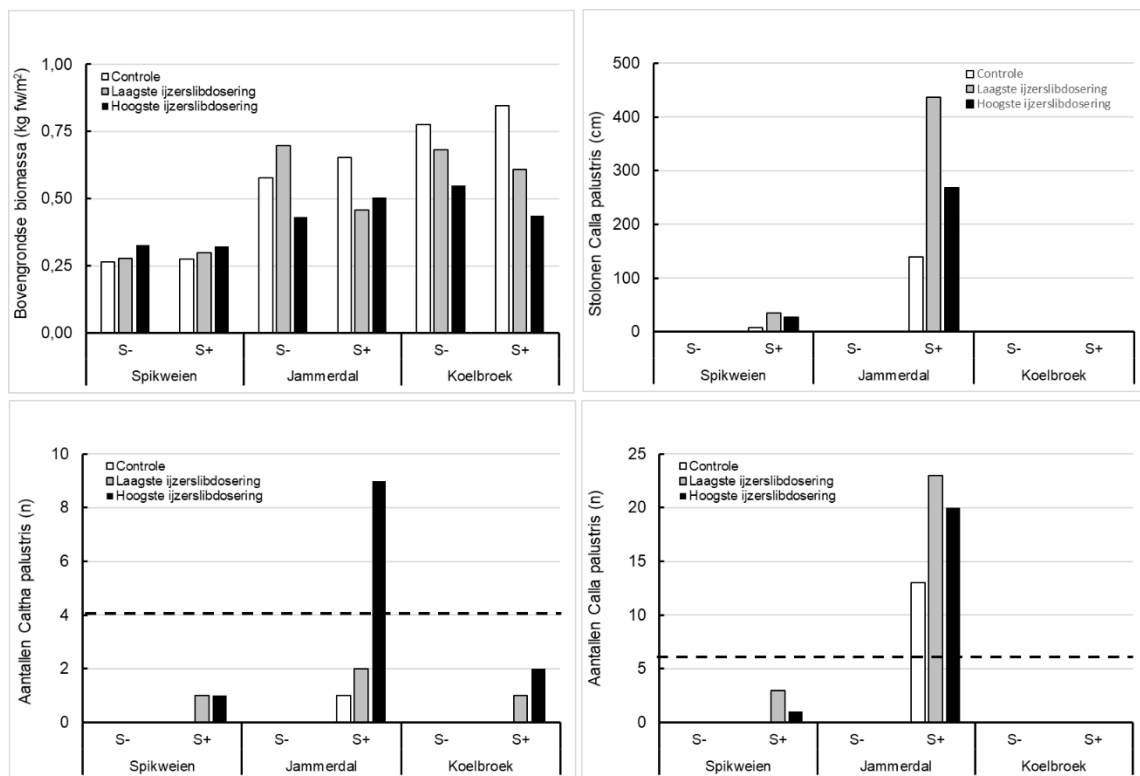 Bovengrondse biomassa (kg fw/m²)
1,00
0,75
0,50
0,25
0,00
Controle
Laagste ijzerslibdosering
Hoogste ijzerslibdosering
S- S+ S- S+ S- S+
Spikweien Jammerdal Koelbroek
Stolonen Calla palustris (cm)
500
400
300
200
100
0
Controle
Laagste ijzerslibdosering
Hoogste ijzerslibdosering
S- S+ S- S+ S- S+
Spikweien Jammerdal Koelbroek
Aantallen Caltha palustris (n)
10
8
6
4
2
0
Controle
Laagste ijzerslibdosering
Hoogste ijzerslibdosering
S- S+ S- S+ S- S+
Spikweien Jammerdal Koelbroek
Aantallen Calla palustris (n)
25
20
15
10
5
0
Controle
Laagste ijzerslibdosering
Hoogste ijzerslibdosering
S- S+ S- S+ S- S+
Spikweien Jammerdal Koelbroek